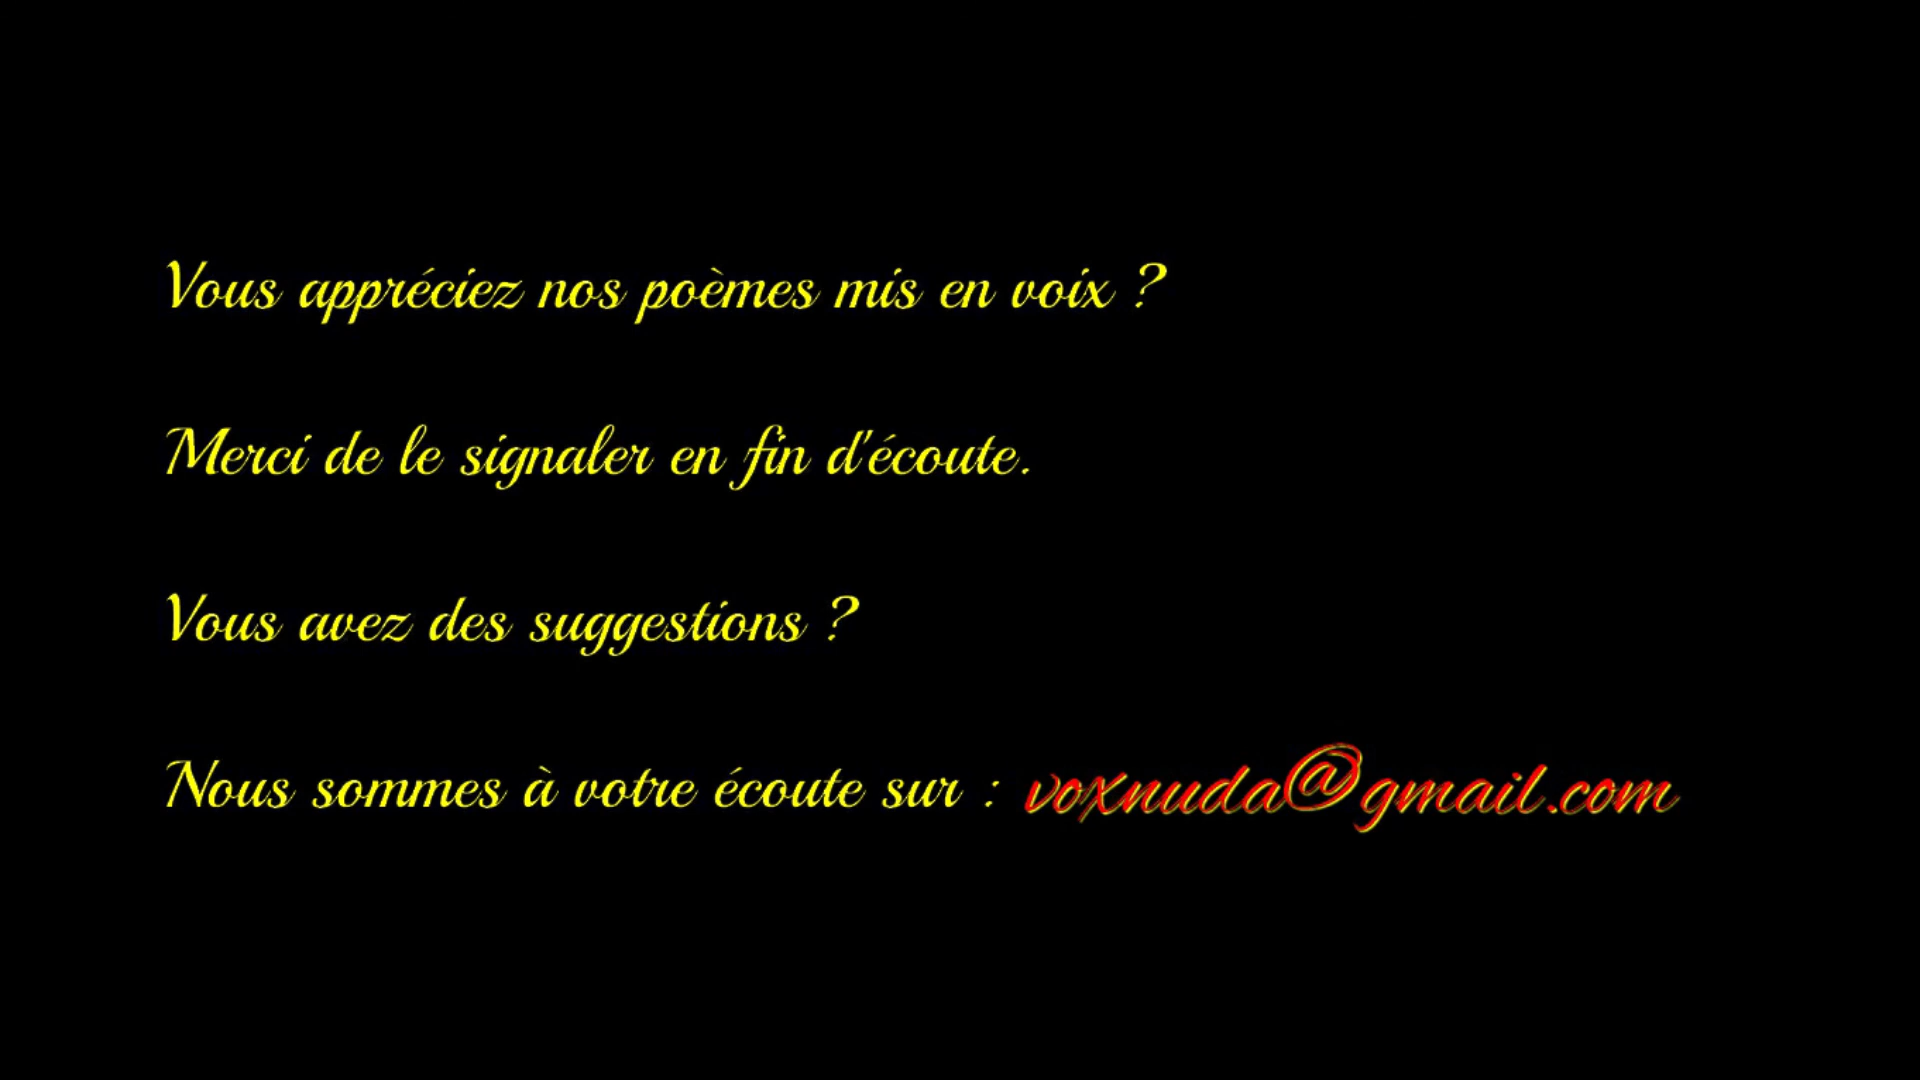 Vous appréciez nos poèmes mis en voix ?
Merci de le signaler en fin d'écoute.
Vous avez des suggestions ?
Nous sommes à votre écoute sur : voxnuda@gmail.com